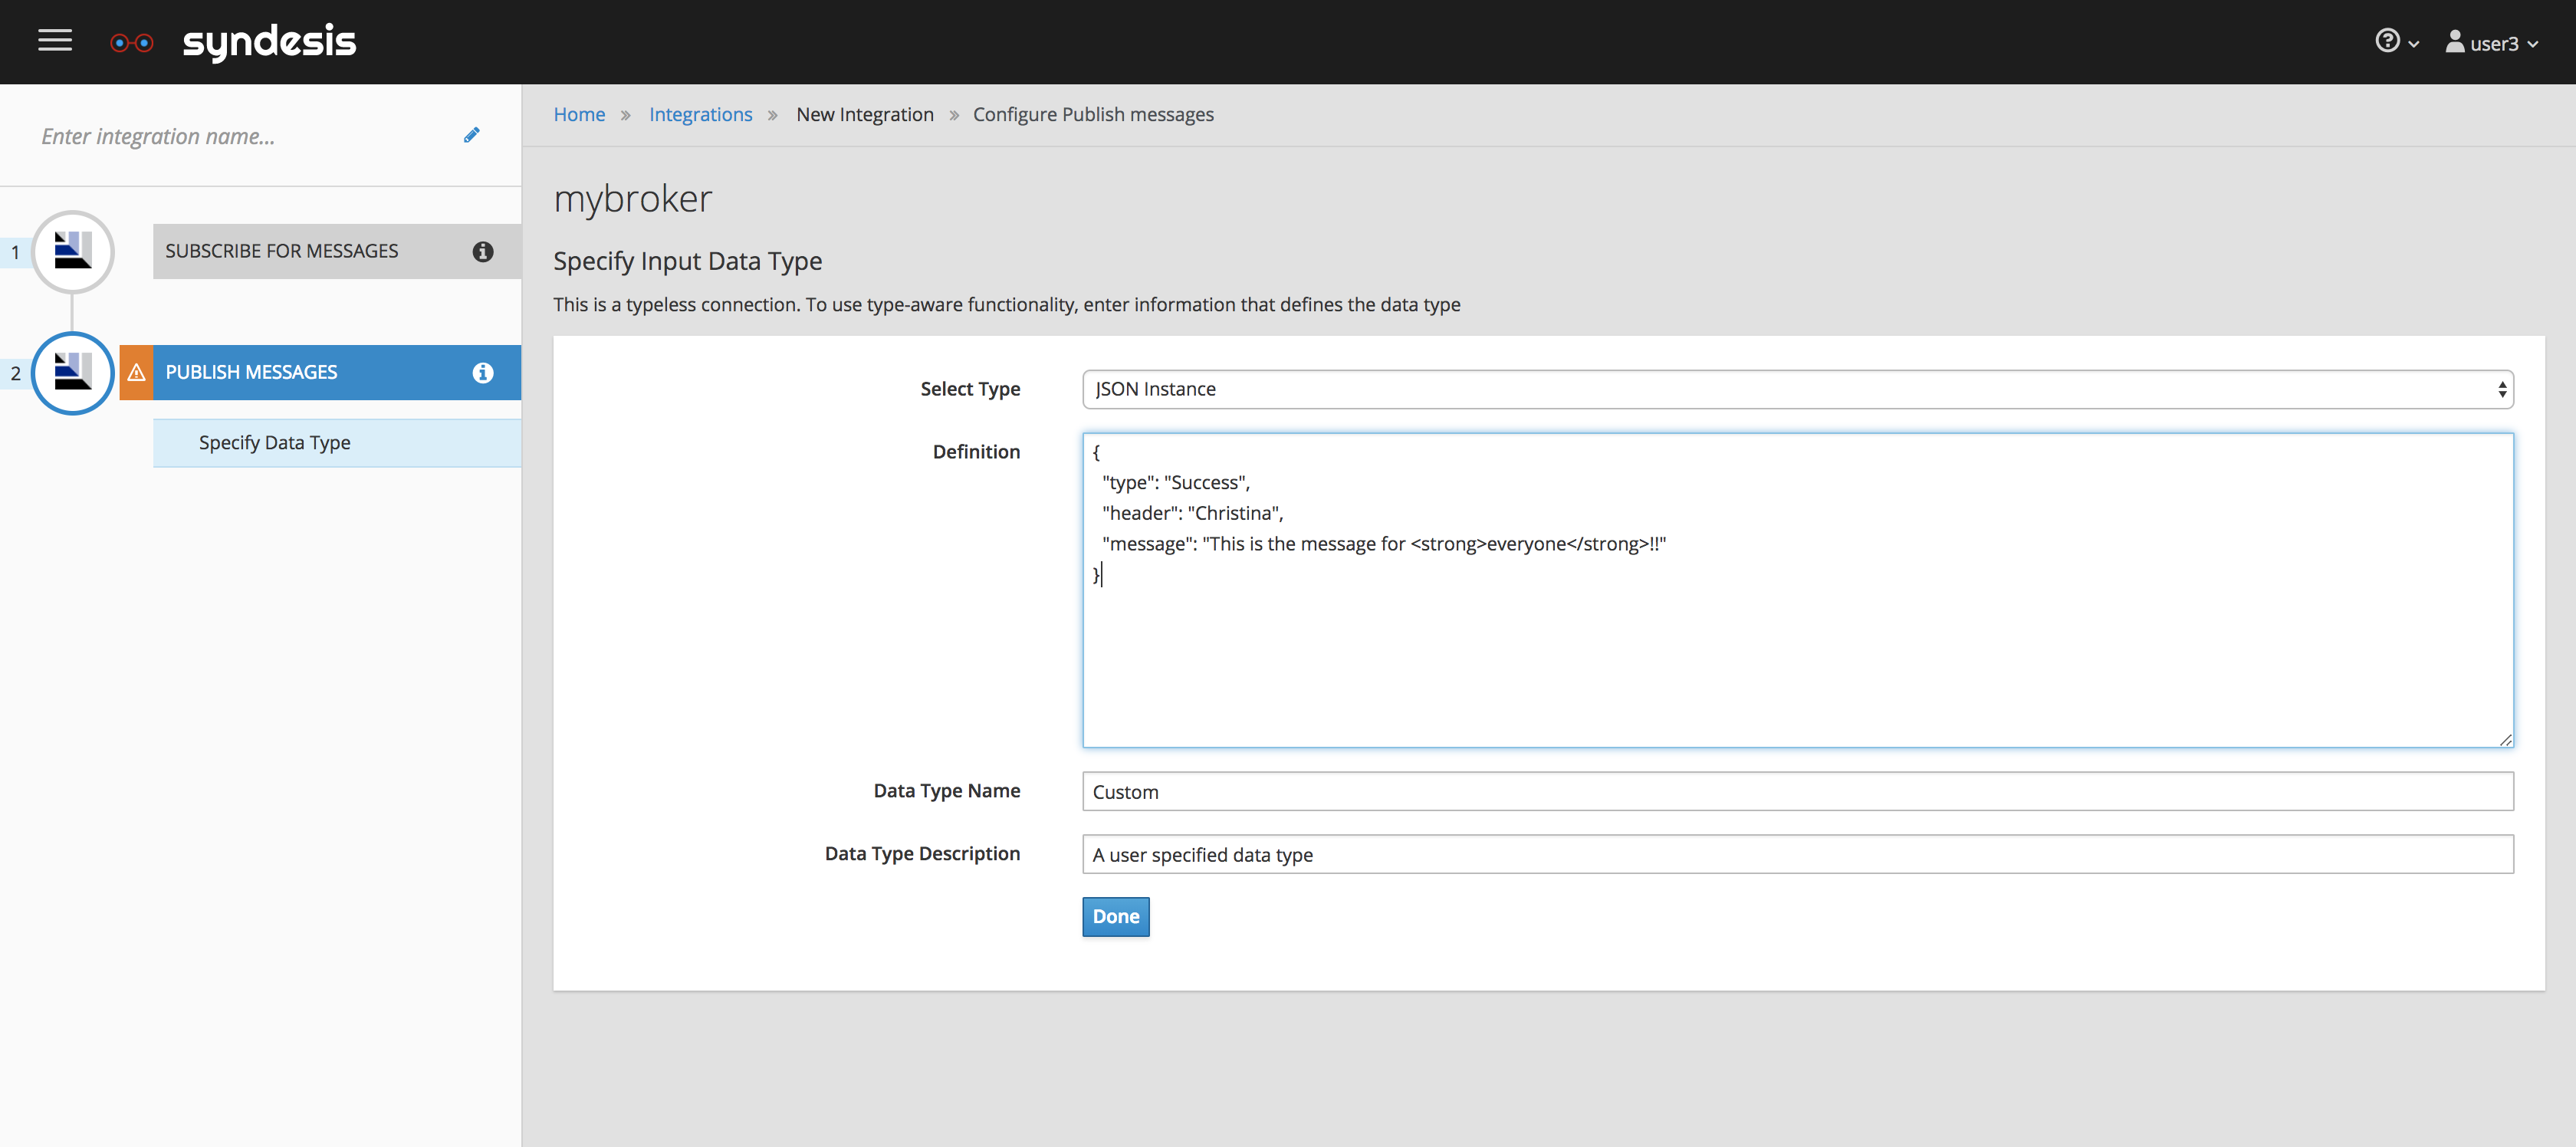 syndesis
user3
Enter integration name...
Home » Integrations » New Integration » Configure Publish messages
mybroker
Specify Input Data Type
This is a typeless connection. To use type-aware functionality, enter information that defines the data type
1
SUBSCRIBE FOR MESSAGES
2
PUBLISH MESSAGES
Specify Data Type
Select Type
JSON Instance
Definition
{
"type": "Success",
"header": "Christina",
"message": "This is the message for <strong>everyone</strong>!!"
}
Data Type Name
Custom
Data Type Description
A user specified data type
Done